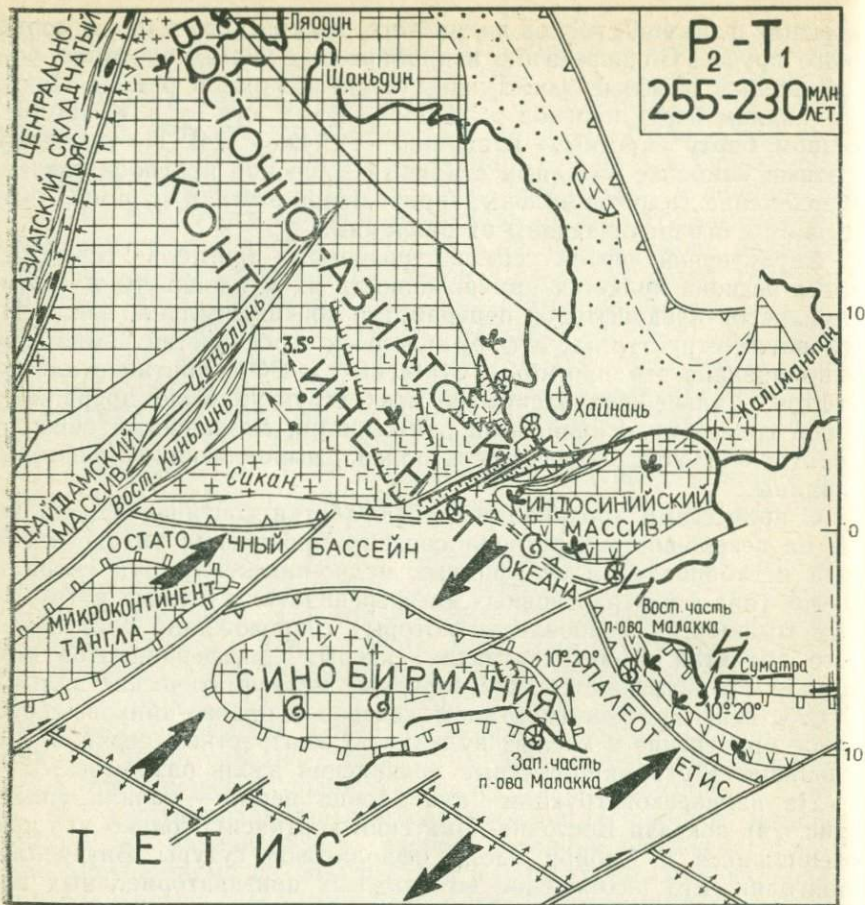 P₂-T₁
255-230 МЛН.
ЛЕТ.
ЦЕНТРАЛЬНО-
АЗИАТСКИЙ СКЛАДЧАТЫЙ
ПОЯС
Ляодун
Шаньдун
ВОСТОЧНО-АЗИАТСКИЙ
КОНТИНЕНТ
10
Калимантан
Хайнань
3.5°
Циньлинь
Вост. Куньлунь
ЦАЙДАМСКИЙ
МАССИВ
Сикан
ИНДОСИНИЙСКИЙ
МАССИВ
0
ОСТАТОЧНЫЙ БАССЕЙН
ОКЕАНА
МИКРОКОНТИНЕНТ
ТАНГЛА
Вост. часть
п-ова Малакка
Суматра
10°-20°
СИНОБИРМАНИЯ
10°-20°
ПАЛЕОТЕТИС
10
Зап. часть
п-ова Малакка
ТЕТИС